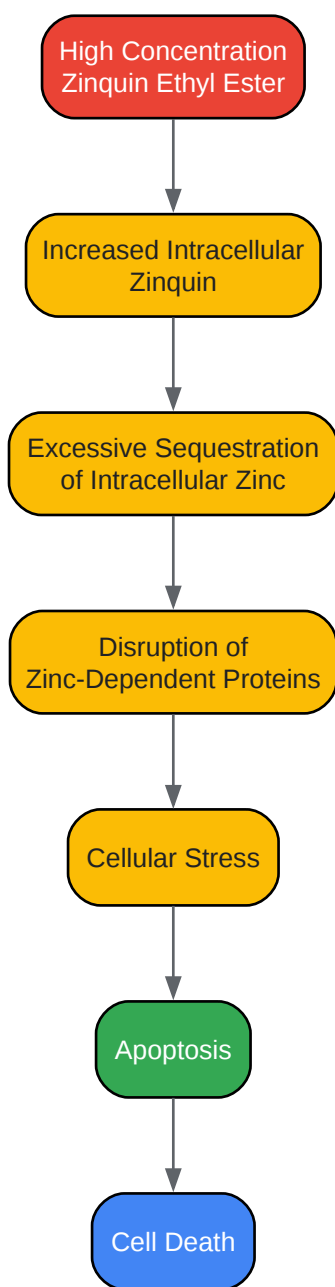 High Concentration
Zinquin Ethyl Ester
Increased Intracellular
Zinquin
Excessive Sequestration
of Intracellular Zinc
Disruption of
Zinc-Dependent Proteins
Cellular Stress
Apoptosis
Cell Death